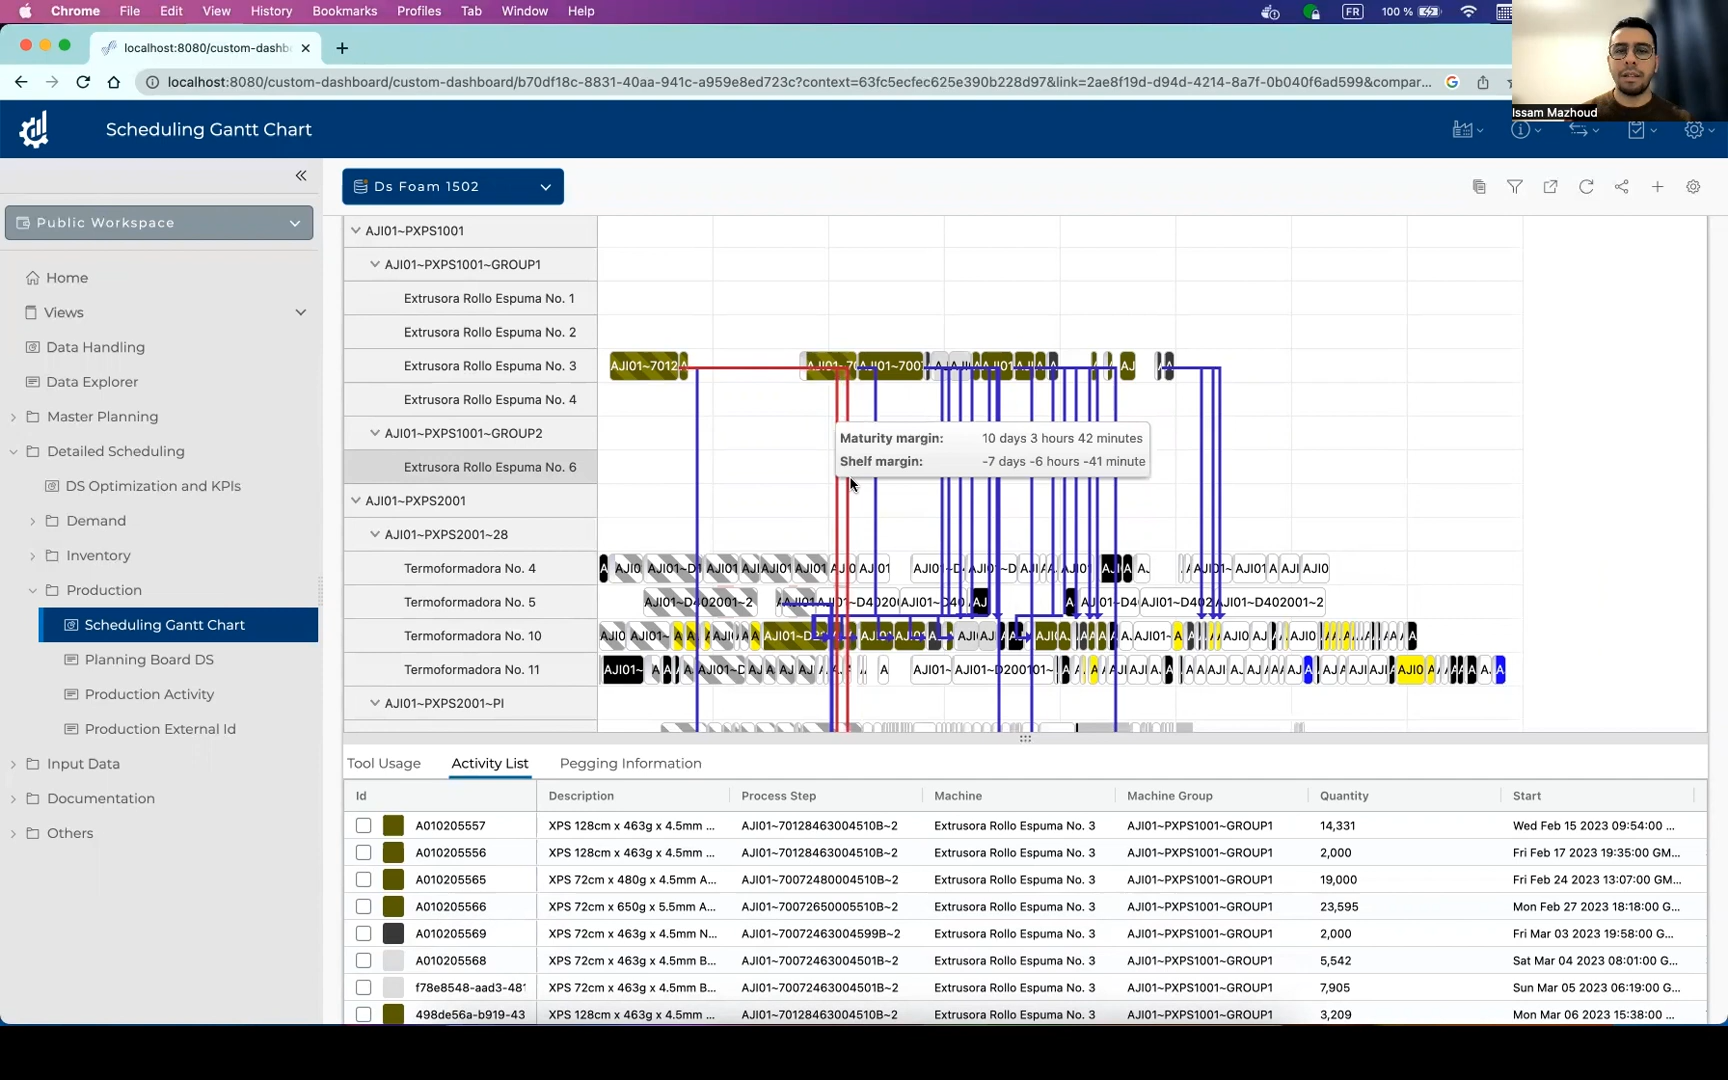 Chrome File Edit View History Bookmarks Profiles Tab Window Help
FR 100 %
localhost:8080/custom-dashb
localhost:8080/custom-dashboard/custom-dashboard/b70df18c-8831-40aa-941c-a959e8ed723c?context=63fc5ecfec625e390b228d97&link=2ae8f19d-d94d-4214-8a7f-0b040f6ad599&compar...
Issam Mazhoud
Scheduling Gantt Chart
Public Workspace
Home
Views
Data Handling
Data Explorer
Master Planning
Detailed Scheduling
DS Optimization and KPIs
Demand
Inventory
Production
Scheduling Gantt Chart
Planning Board DS
Production Activity
Production External Id
Input Data
Documentation
Others
Ds Foam 1502
AJI01~PXPS1001
AJI01~PXPS1001~GROUP1
Extrusora Rollo Espuma No. 1
Extrusora Rollo Espuma No. 2
Extrusora Rollo Espuma No. 3
Extrusora Rollo Espuma No. 4
AJI01~PXPS1001~GROUP2
Extrusora Rollo Espuma No. 6
AJI01~PXPS2001
AJI01~PXPS2001~28
Termoformadora No. 4
Termoformadora No. 5
Termoformadora No. 10
Termoformadora No. 11
AJI01~PXPS2001~PI
Maturity margin: 10 days 3 hours 42 minutes
Shelf margin: -7 days -6 hours -41 minute
Tool Usage Activity List Pegging Information
Id Description Process Step Machine Machine Group Quantity Start
A010205557 XPS 128cm x 463g x 4.5mm ... AJI01~70128463004510B~2 Extrusora Rollo Espuma No. 3 AJI01~PXPS1001~GROUP1 14,331 Wed Feb 15 2023 09:54:00 ...
A010205556 XPS 128cm x 463g x 4.5mm ... AJI01~70128463004510B~2 Extrusora Rollo Espuma No. 3 AJI01~PXPS1001~GROUP1 2,000 Fri Feb 17 2023 19:35:00 GM...
A010205565 XPS 72cm x 480g x 4.5mm A... AJI01~70072480004510B~2 Extrusora Rollo Espuma No. 3 AJI01~PXPS1001~GROUP1 19,000 Fri Feb 24 2023 13:07:00 GM...
A010205566 XPS 72cm x 650g x 5.5mm A... AJI01~70072650005510B~2 Extrusora Rollo Espuma No. 3 AJI01~PXPS1001~GROUP1 23,595 Mon Feb 27 2023 18:18:00 G...
A010205569 XPS 72cm x 463g x 4.5mm N... AJI01~70072463004599B~2 Extrusora Rollo Espuma No. 3 AJI01~PXPS1001~GROUP1 2,000 Fri Mar 03 2023 19:58:00 G...
A010205568 XPS 72cm x 463g x 4.5mm B... AJI01~70072463004501B~2 Extrusora Rollo Espuma No. 3 AJI01~PXPS1001~GROUP1 5,542 Sat Mar 04 2023 08:01:00 G...
f78e8548-aad3-481 XPS 72cm x 463g x 4.5mm B... AJI01~70072463004501B~2 Extrusora Rollo Espuma No. 3 AJI01~PXPS1001~GROUP1 7,905 Sun Mar 05 2023 06:19:00 G...
498de56a-b919-43 XPS 128cm x 463g x 4.5mm ... AJI01~70128463004510B~2 Extrusora Rollo Espuma No. 3 AJI01~PXPS1001~GROUP1 3,209 Mon Mar 06 2023 15:38:00 ...